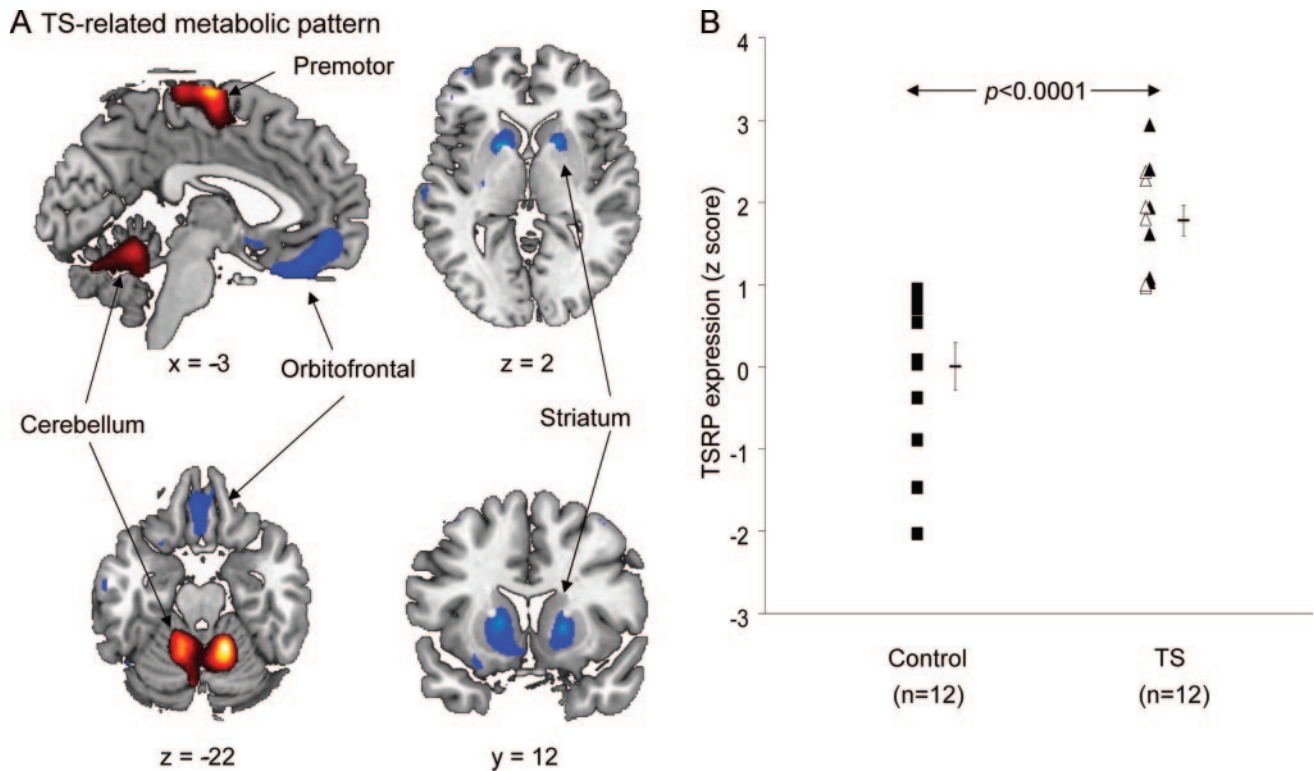 A TS-related metabolic pattern
Premotor
x = -3
z = 2
Orbitofrontal
Cerebellum
Striatum
z = -22
y = 12
B
p<0.0001
TSRP expression (z score)
4
3
2
1
0
-1
-2
-3
Control
(n=12)
TS
(n=12)